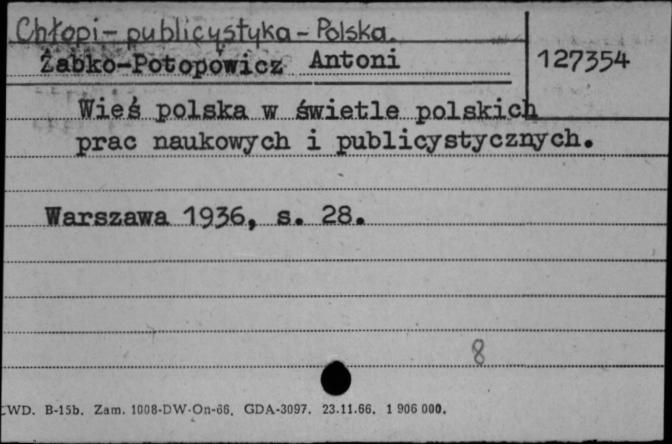 Chłopi - publicystyka - Polska.
Żabko-Potopowicz Antoni
127354
Wieś polska w świetle polskich
prac naukowych i publicystycznych.
Warszawa 1936, s. 28.
8
CWD. B-15b. Zam. 1008-DW-On-66. GDA-3097. 23.11.66. 1 906 000.